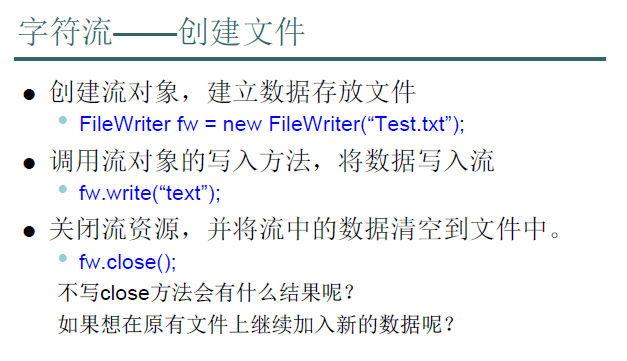 字符流——创建文件
● 创建流对象，建立数据存放文件
• FileWriter fw = new FileWriter(“Test.txt”);
● 调用流对象的写入方法，将数据写入流
• fw.write(“text”);
● 关闭流资源，并将流中的数据清空到文件中。
• fw.close();
不写close方法会有什么结果呢？
如果想在原有文件上继续加入新的数据呢？